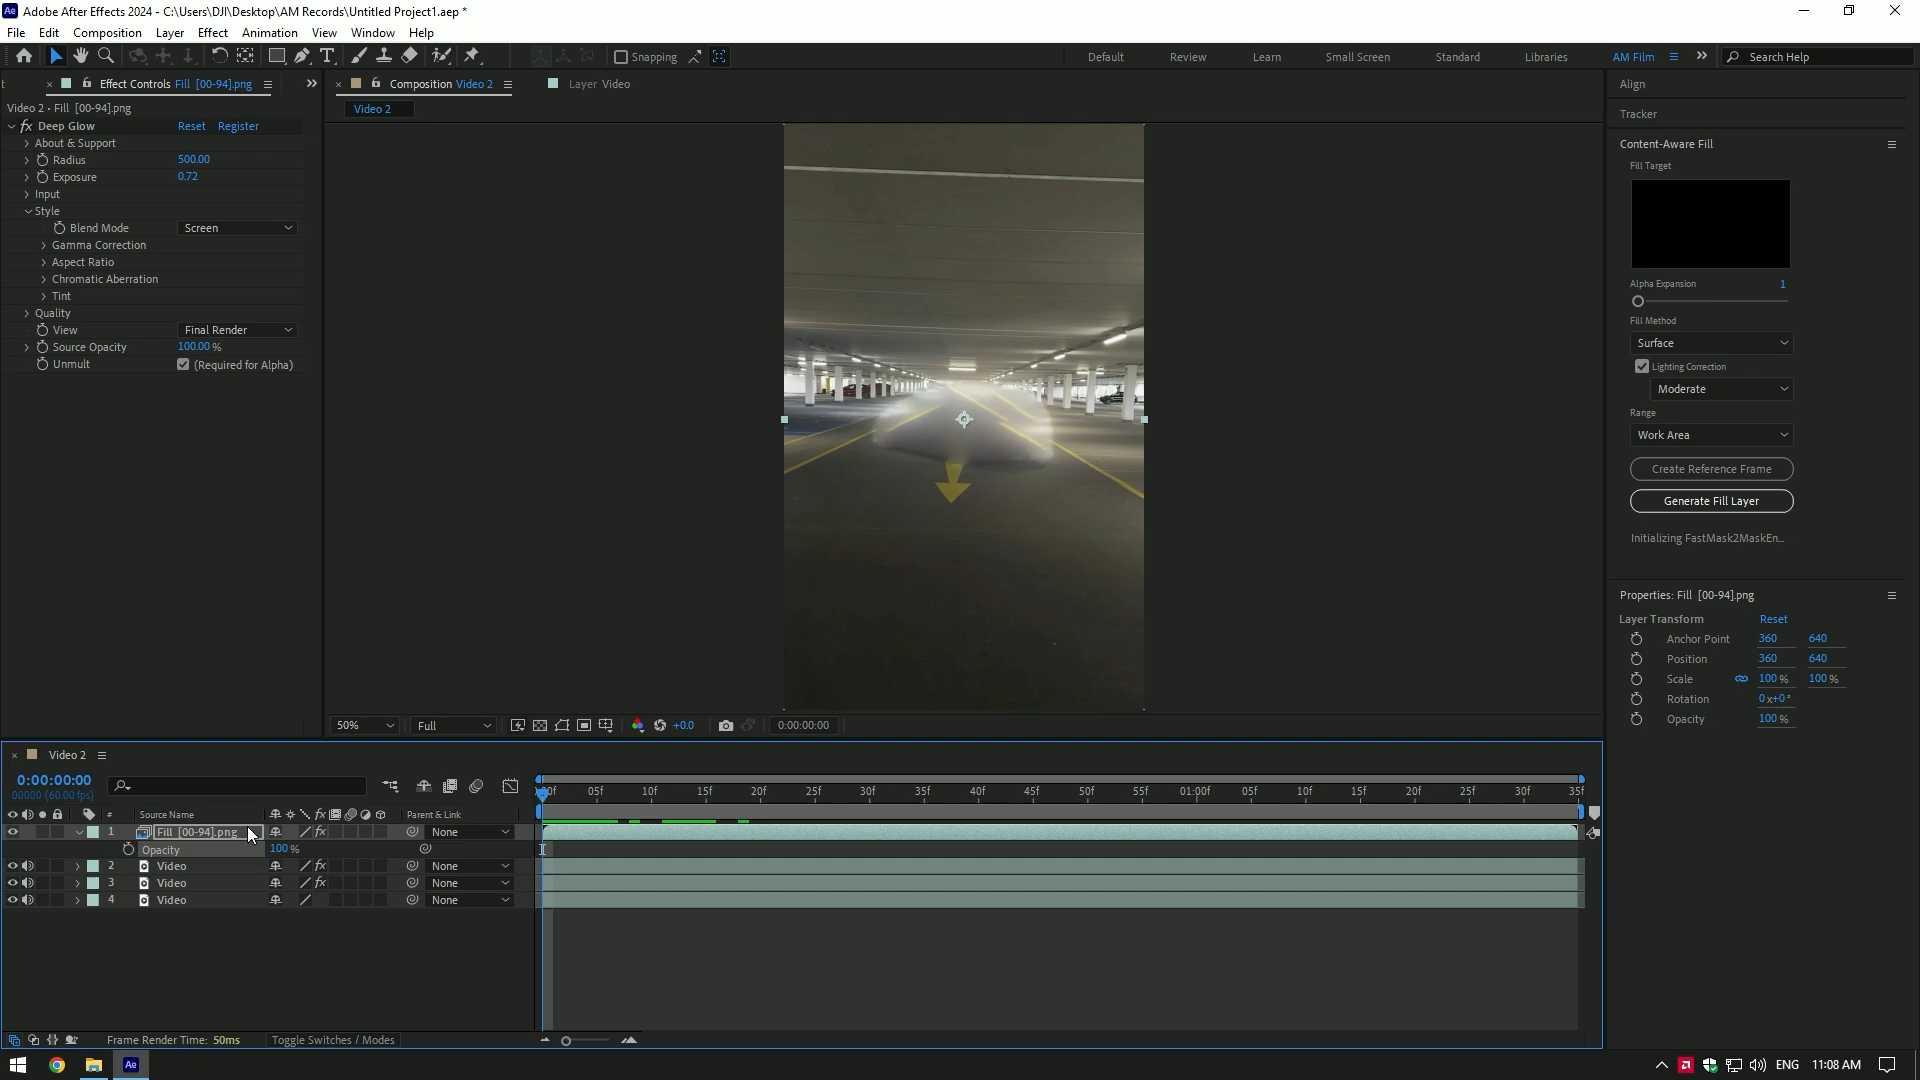 Adobe After Effects 2024 - C:\Users\DJI\Desktop\AM Records\Untitled Project1.aep *
File Edit Composition Layer Effect Animation View Window Help
Snapping
Default Review Learn Small Screen Standard Libraries AM Film Search Help
Effect Controls Fill [00-94].png
Composition Video 2
Layer Video
Video 2 • Fill [00-94].png
Video 2
fx Deep Glow Reset Register
About & Support
Radius 500.00
Exposure 0.72
Input
Style
Blend Mode Screen
Gamma Correction
Aspect Ratio
Chromatic Aberration
Tint
Quality
View Final Render
Source Opacity 100.00 %
Unmult (Required for Alpha)
50% Full +0.0 0:00:00:00
Align
Tracker
Content-Aware Fill
Fill Target
Alpha Expansion 1
Fill Method
Surface
Lighting Correction
Moderate
Range
Work Area
Create Reference Frame
Generate Fill Layer
Initializing FastMask2MaskEn...
Properties: Fill [00-94].png
Layer Transform Reset
Anchor Point 360 640
Position 360 640
Scale 100 % 100 %
Rotation 0 x+0 °
Opacity 100 %
Video 2
0:00:00:00
00000 (60.00 fps)
05f 10f 15f 20f 25f 30f 35f 40f 45f 50f 55f 01:00f 05f 10f 15f 20f 25f 30f 35f
# Source Name fx Parent & Link
1 Fill [00-94].png fx None
Opacity 100 %
2 Video fx None
3 Video fx None
4 Video None
Frame Render Time: 50ms Toggle Switches / Modes
Ae ENG 11:08 AM